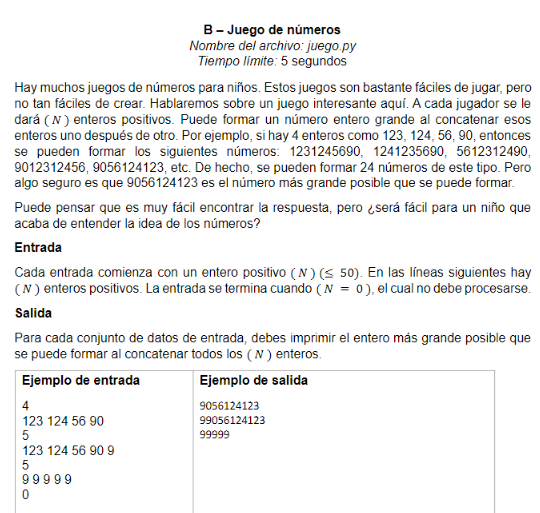 B – Juego de números
Nombre del archivo: juego.py
Tiempo límite: 5 segundos
Hay muchos juegos de números para niños. Estos juegos son bastante fáciles de jugar, pero
no tan fáciles de crear. Hablaremos sobre un juego interesante aquí. A cada jugador se le
dará ( N ) enteros positivos. Puede formar un número entero grande al concatenar esos
enteros uno después de otro. Por ejemplo, si hay 4 enteros como 123, 124, 56, 90, entonces
se pueden formar los siguientes números: 1231245690, 1241235690, 5612312490,
9012312456, 9056124123, etc. De hecho, se pueden formar 24 números de este tipo. Pero
algo seguro es que 9056124123 es el número más grande posible que se puede formar.
Puede pensar que es muy fácil encontrar la respuesta, pero ¿será fácil para un niño que
acaba de entender la idea de los números?
Entrada
Cada entrada comienza con un entero positivo ( N ) (≤ 50). En las líneas siguientes hay
( N ) enteros positivos. La entrada se termina cuando ( N = 0 ), el cual no debe procesarse.
Salida
Para cada conjunto de datos de entrada, debes imprimir el entero más grande posible que
se puede formar al concatenar todos los ( N ) enteros.
Ejemplo de entrada
4
123 124 56 90
5
123 124 56 90 9
5
9 9 9 9 9
0
Ejemplo de salida
9056124123
99056124123
99999